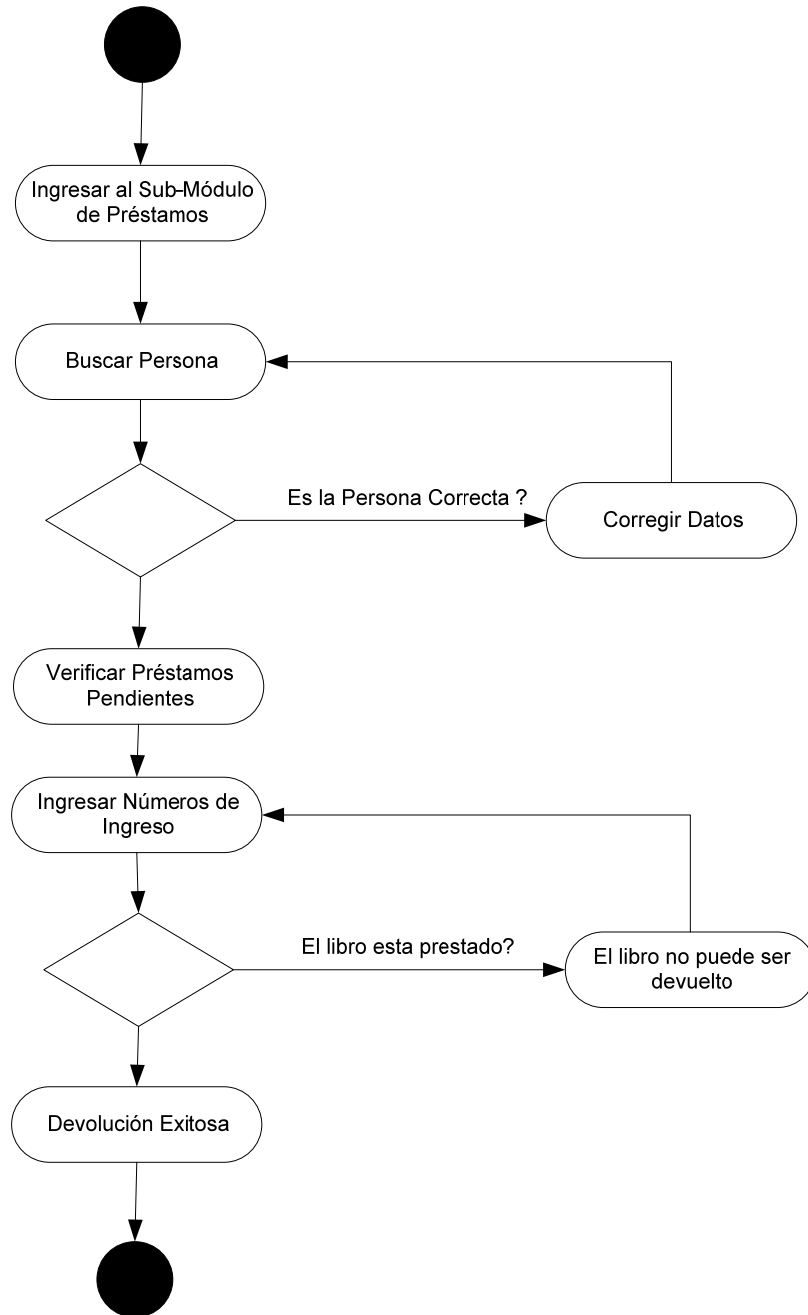 Ingresar al Sub-Módulo
de Préstamos
Buscar Persona
Es la Persona Correcta ?
Corregir Datos
Verificar Préstamos
Pendientes
Ingresar Números de
Ingreso
El libro esta prestado?
El libro no puede ser
devuelto
Devolución Exitosa